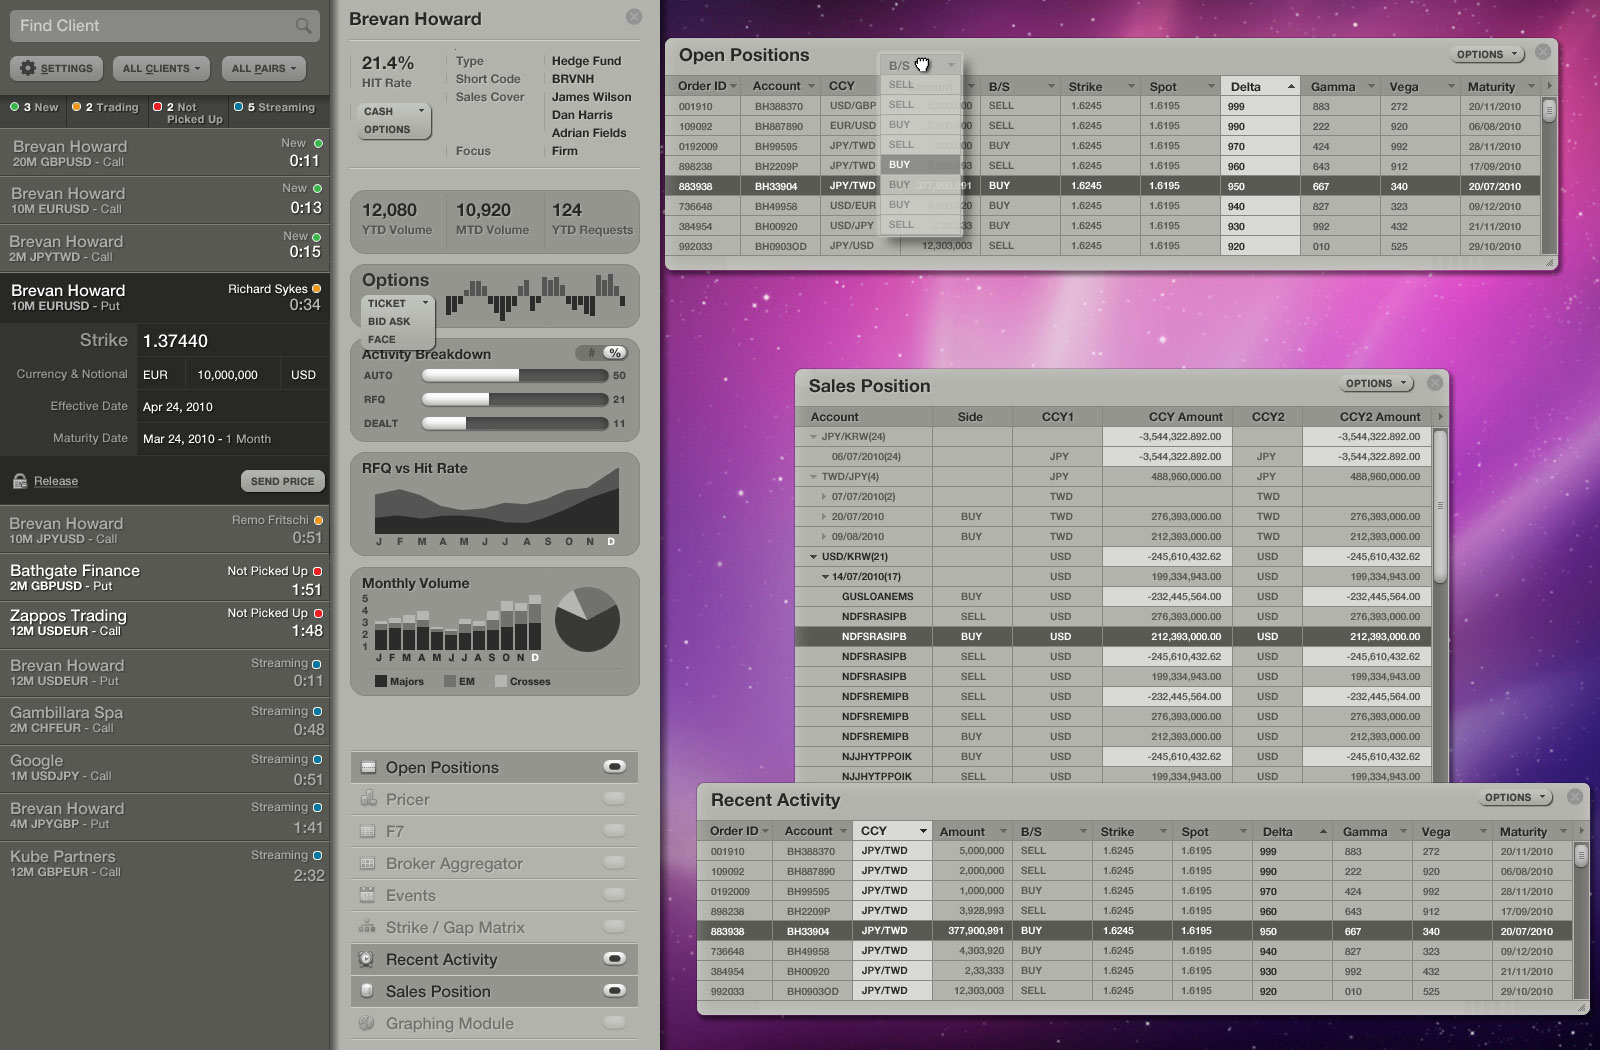 Find Client
SETTINGS
ALL CLIENTS
ALL PAIRS
3 New
2 Trading
2 Not Picked Up
5 Streaming
Brevan Howard New
20M GBPUSD - Call 0:11
Brevan Howard New
10M EURUSD - Call 0:13
Brevan Howard New
2M JPYTWD - Call 0:15
Brevan Howard Richard Sykes
10M EURUSD - Put 0:34
Strike 1.37440
Currency & Notional EUR 10,000,000 USD
Effective Date Apr 24, 2010
Maturity Date Mar 24, 2010 - 1 Month
Release SEND PRICE
Brevan Howard Remo Fritschi
10M JPYUSD - Call 0:51
Bathgate Finance Not Picked Up
2M GBPUSD - Put 1:51
Zappos Trading Not Picked Up
12M USDEUR - Call 1:48
Brevan Howard Streaming
12M USDEUR - Put 0:11
Gambillara Spa Streaming
2M CHFEUR - Call 0:48
Google Streaming
1M USDJPY - Call 0:51
Brevan Howard Streaming
4M JPYGBP - Put 1:41
Kube Partners Streaming
12M GBPEUR - Call 2:32
Brevan Howard
21.4%
HIT Rate
CASH
OPTIONS
Type Hedge Fund
Short Code BRVNH
Sales Cover James Wilson
Dan Harris
Adrian Fields
Focus Firm
12,080 10,920 124
YTD Volume MTD Volume YTD Requests
Options
TICKET
BID ASK
FACE
Activity Breakdown # %
AUTO 50
RFQ 21
DEALT 11
RFQ vs Hit Rate
J F M A M J J A S O N D
Monthly Volume
5
4
3
2
1
J F M A M J J A S O N D
Majors EM Crosses
Open Positions
Pricer
F7
Broker Aggregator
Events
Strike / Gap Matrix
Recent Activity
Sales Position
Graphing Module
Open Positions OPTIONS
B/S
SELL
SELL
BUY
SELL
BUY
BUY
BUY
SELL
Order ID Account CCY B/S Strike Spot Delta Gamma Vega Maturity
001910 BH388370 USD/GBP SELL 1.6245 1.6195 999 883 272 20/11/2010
109092 BH887890 EUR/USD SELL 1.6245 1.6195 990 222 920 06/08/2010
0192009 BH99595 JPY/TWD BUY 1.6245 1.6195 970 424 992 28/11/2010
898238 BH2209P JPY/TWD SELL 1.6245 1.6195 960 643 912 17/09/2010
883938 BH33904 JPY/TWD 377,900,991 BUY 1.6245 1.6195 950 667 340 20/07/2010
736648 BH49958 USD/EUR BUY 1.6245 1.6195 940 827 323 09/12/2010
384954 BH00920 USD/JPY BUY 1.6245 1.6195 930 992 432 21/11/2010
992033 BH0903OD JPY/USD 12,303,003 SELL 1.6245 1.6195 920 010 525 29/10/2010
Sales Position OPTIONS
Account Side CCY1 CCY Amount CCY2 CCY2 Amount
JPY/KRW(24) -3,544,322.892.00 -3,544,322.892.00
06/07/2010(24) JPY -3,544,322.892.00 JPY -3,544,322.892.00
TWD/JPY(4) JPY 488,960,000.00 JPY 488,960,000.00
07/07/2010(2) TWD TWD
20/07/2010 BUY TWD 276,393,000.00 TWD 276,393,000.00
09/08/2010 BUY TWD 212,393,000.00 TWD 212,393,000.00
USD/KRW(21) USD -245,610,432.62 USD -245,610,432.62
14/07/2010(17) USD 199,334,943.00 USD 199,334,943.00
GUSLOANEMS BUY USD -232,445,564.00 USD -232,445,564.00
NDFSRASIPB SELL USD 276,393,000.00 USD 276,393,000.00
NDFSRASIPB BUY USD 212,393,000.00 USD 212,393,000.00
NDFSRASIPB SELL USD -245,610,432.62 USD -245,610,432.62
NDFSRASIPB SELL USD 199,334,943.00 USD 199,334,943.00
NDFSREMIPB SELL USD -232,445,564.00 USD -232,445,564.00
NDFSREMIPB SELL USD 276,393,000.00 USD 276,393,000.00
NDFSREMIPB BUY USD 212,393,000.00 USD 212,393,000.00
NJJHYTPPOIK BUY USD -245,610,432.62 USD -245,610,432.62
NJJHYTPPOIK SELL USD 199,334,943.00 USD 199,334,943.00
Recent Activity OPTIONS
Order ID Account CCY Amount B/S Strike Spot Delta Gamma Vega Maturity
001910 BH388370 JPY/TWD 5,000,000 SELL 1.6245 1.6195 999 883 272 20/11/2010
109092 BH887890 JPY/TWD 2,000,000 SELL 1.6245 1.6195 990 222 920 06/08/2010
0192009 BH99595 JPY/TWD 1,000,000 BUY 1.6245 1.6195 970 424 992 28/11/2010
898238 BH2209P JPY/TWD 3,928,993 SELL 1.6245 1.6195 960 643 912 17/09/2010
883938 BH33904 JPY/TWD 377,900,991 BUY 1.6245 1.6195 950 667 340 20/07/2010
736648 BH49958 JPY/TWD 4,303,920 BUY 1.6245 1.6195 940 827 323 09/12/2010
384954 BH00920 JPY/TWD 2,33,333 BUY 1.6245 1.6195 930 992 432 21/11/2010
992033 BH0903OD JPY/TWD 12,303,003 SELL 1.6245 1.6195 920 010 525 29/10/2010